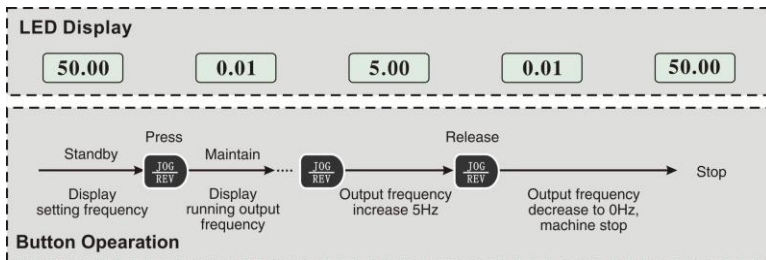 LED Display
50.00 0.01 5.00 0.01 50.00
Press Release
Standby JOG REV Maintain ···· JOG REV JOG REV Stop
Display
setting frequency
Display
running output
frequency
Output frequency
increase 5Hz
Output frequency
decrease to 0Hz,
machine stop
Button Opearation